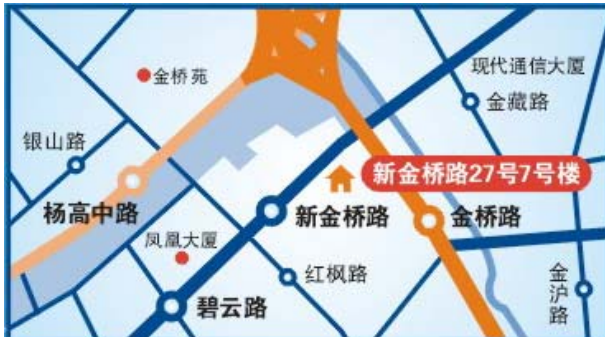 现代通信大厦
金桥苑
金藏路
银山路
新金桥路27号7号楼
杨高中路
新金桥路
金桥路
凤凰大厦
红枫路
金沪路
碧云路